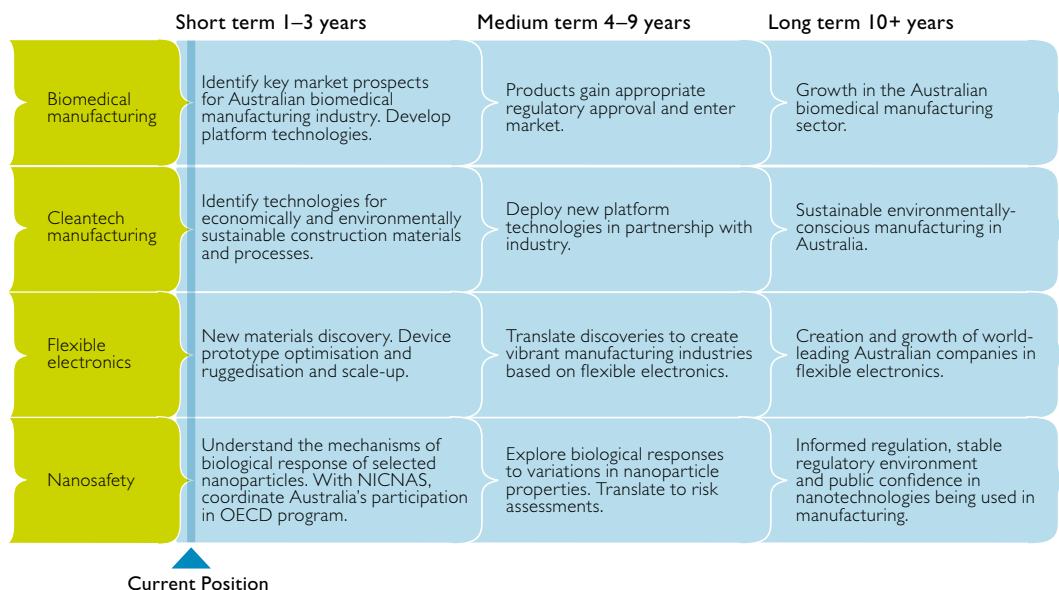 Short term 1–3 years
Medium term 4–9 years
Long term 10+ years
Biomedical
manufacturing
Identify key market prospects
for Australian biomedical
manufacturing industry. Develop
platform technologies.
Products gain appropriate
regulatory approval and enter
market.
Growth in the Australian
biomedical manufacturing
sector.
Cleantech
manufacturing
Identify technologies for
economically and environmentally
sustainable construction materials
and processes.
Deploy new platform
technologies in partnership with
industry.
Sustainable environmentally-
conscious manufacturing in
Australia.
Flexible
electronics
New materials discovery. Device
prototype optimisation and
ruggedisation and scale-up.
Translate discoveries to create
vibrant manufacturing industries
based on flexible electronics.
Creation and growth of world-
leading Australian companies in
flexible electronics.
Nanosafety
Understand the mechanisms of
biological response of selected
nanoparticles. With NICNAS,
coordinate Australia’s participation
in OECD program.
Explore biological responses
to variations in nanoparticle
properties. Translate to risk
assessments.
Informed regulation, stable
regulatory environment
and public confidence in
nanotechnologies being used in
manufacturing.
Current Position